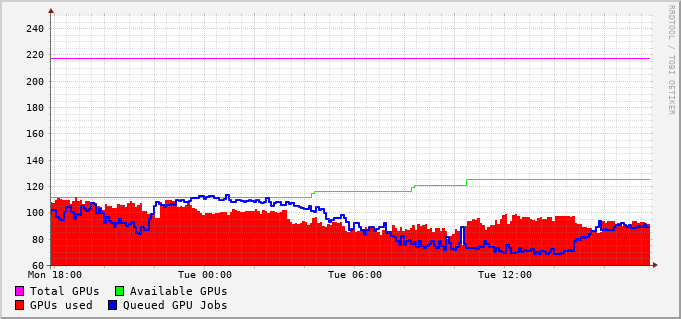 RRDTOOL / TOBI OETIKER
240
220
200
180
160
140
120
100
80
60
Mon 18:00 Tue 00:00 Tue 06:00 Tue 12:00
Total GPUs Available GPUs
GPUs used Queued GPU Jobs